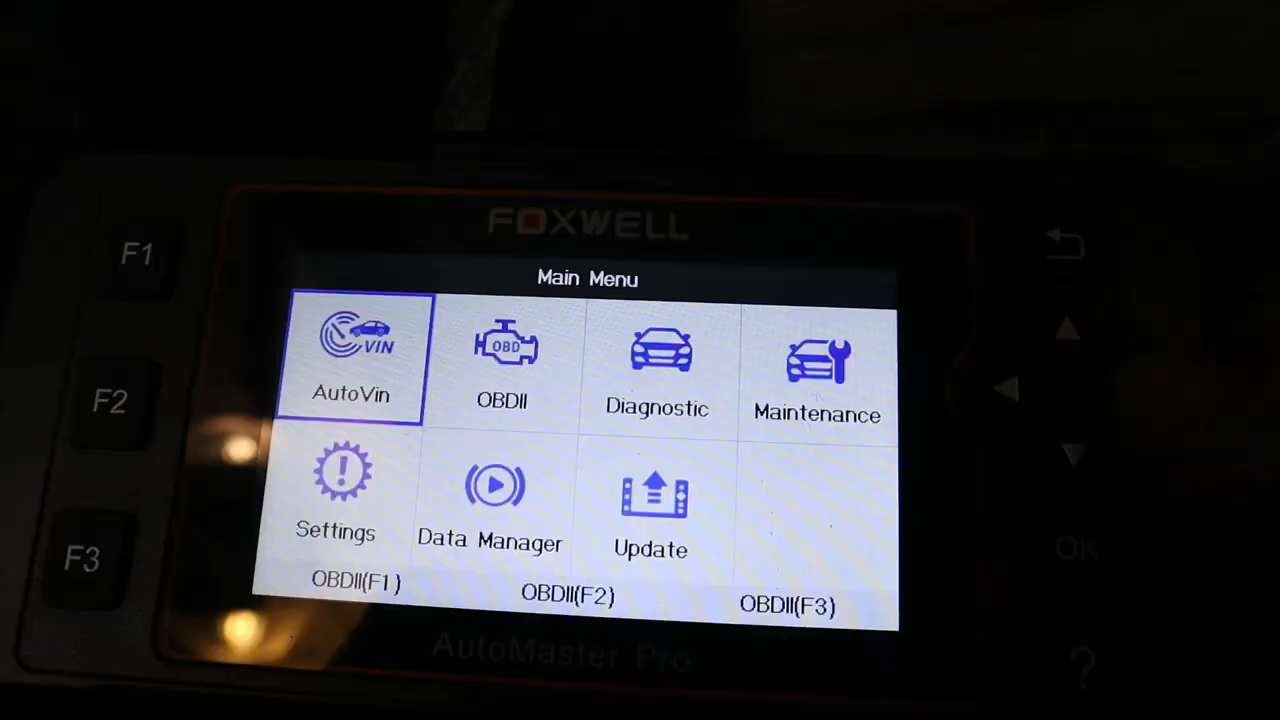 FOXWELL
F1
F2
F3
Main Menu
VIN
AutoVin
OBD
OBDII
Diagnostic
Maintenance
Settings
Data Manager
Update
OBDII(F1)
OBDII(F2)
OBDII(F3)
OK
?
AutoMaster Pro